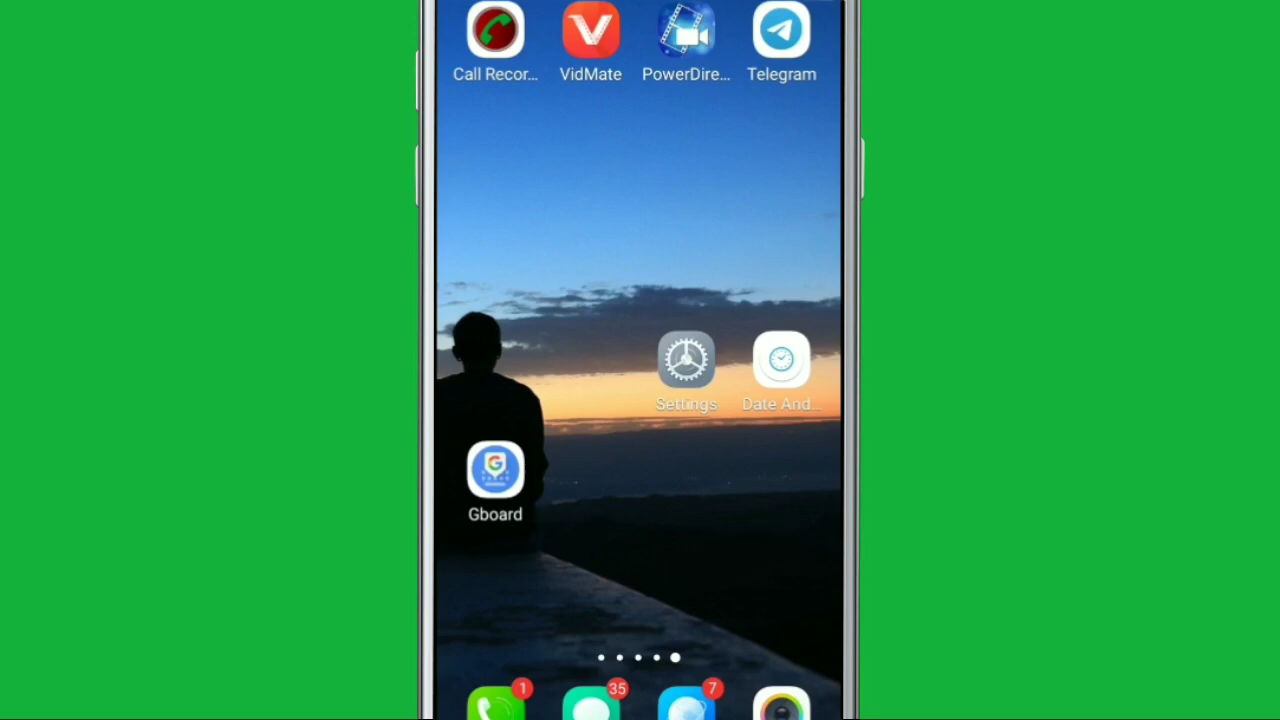 Call Recor...
VidMate
PowerDire...
Telegram
Settings
Date And...
Gboard
1
35
7